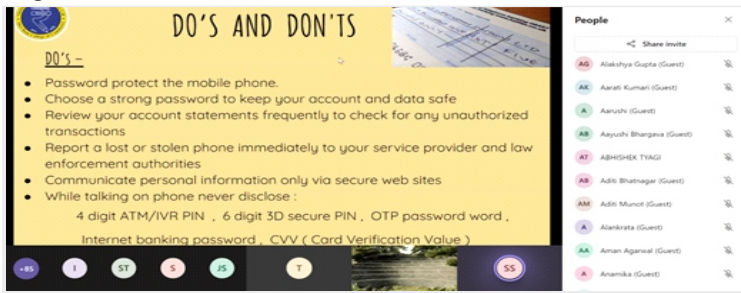 DO'S AND DON'TS
DO's –
● Password protect the mobile phone.
● Choose a strong password to keep your account and data safe
● Review your account statements frequently to check for any unauthorized
transactions
● Report a lost or stolen phone immediately to your service provider and law
enforcement authorities
● Communicate personal information only via secure web sites
● While talking on phone never disclose :
4 digit ATM/IVR PIN , 6 digit 3D secure PIN , OTP password word ,
Internet banking password , CVV ( Card Verification Value )
+85
I
ST
S
JS
T
SS
People
Share invite
AG Alakshya Gupta (Guest)
AK Aarati Kumari (Guest)
A Aarushi (Guest)
AB Aayushi Bhargava (Guest)
AT ABHISHEK TYAGI
AB Aditi Bhatnagar (Guest)
AM Aditi Munot (Guest)
A Alankrata (Guest)
AA Aman Agarwal (Guest)
A Anamika (Guest)